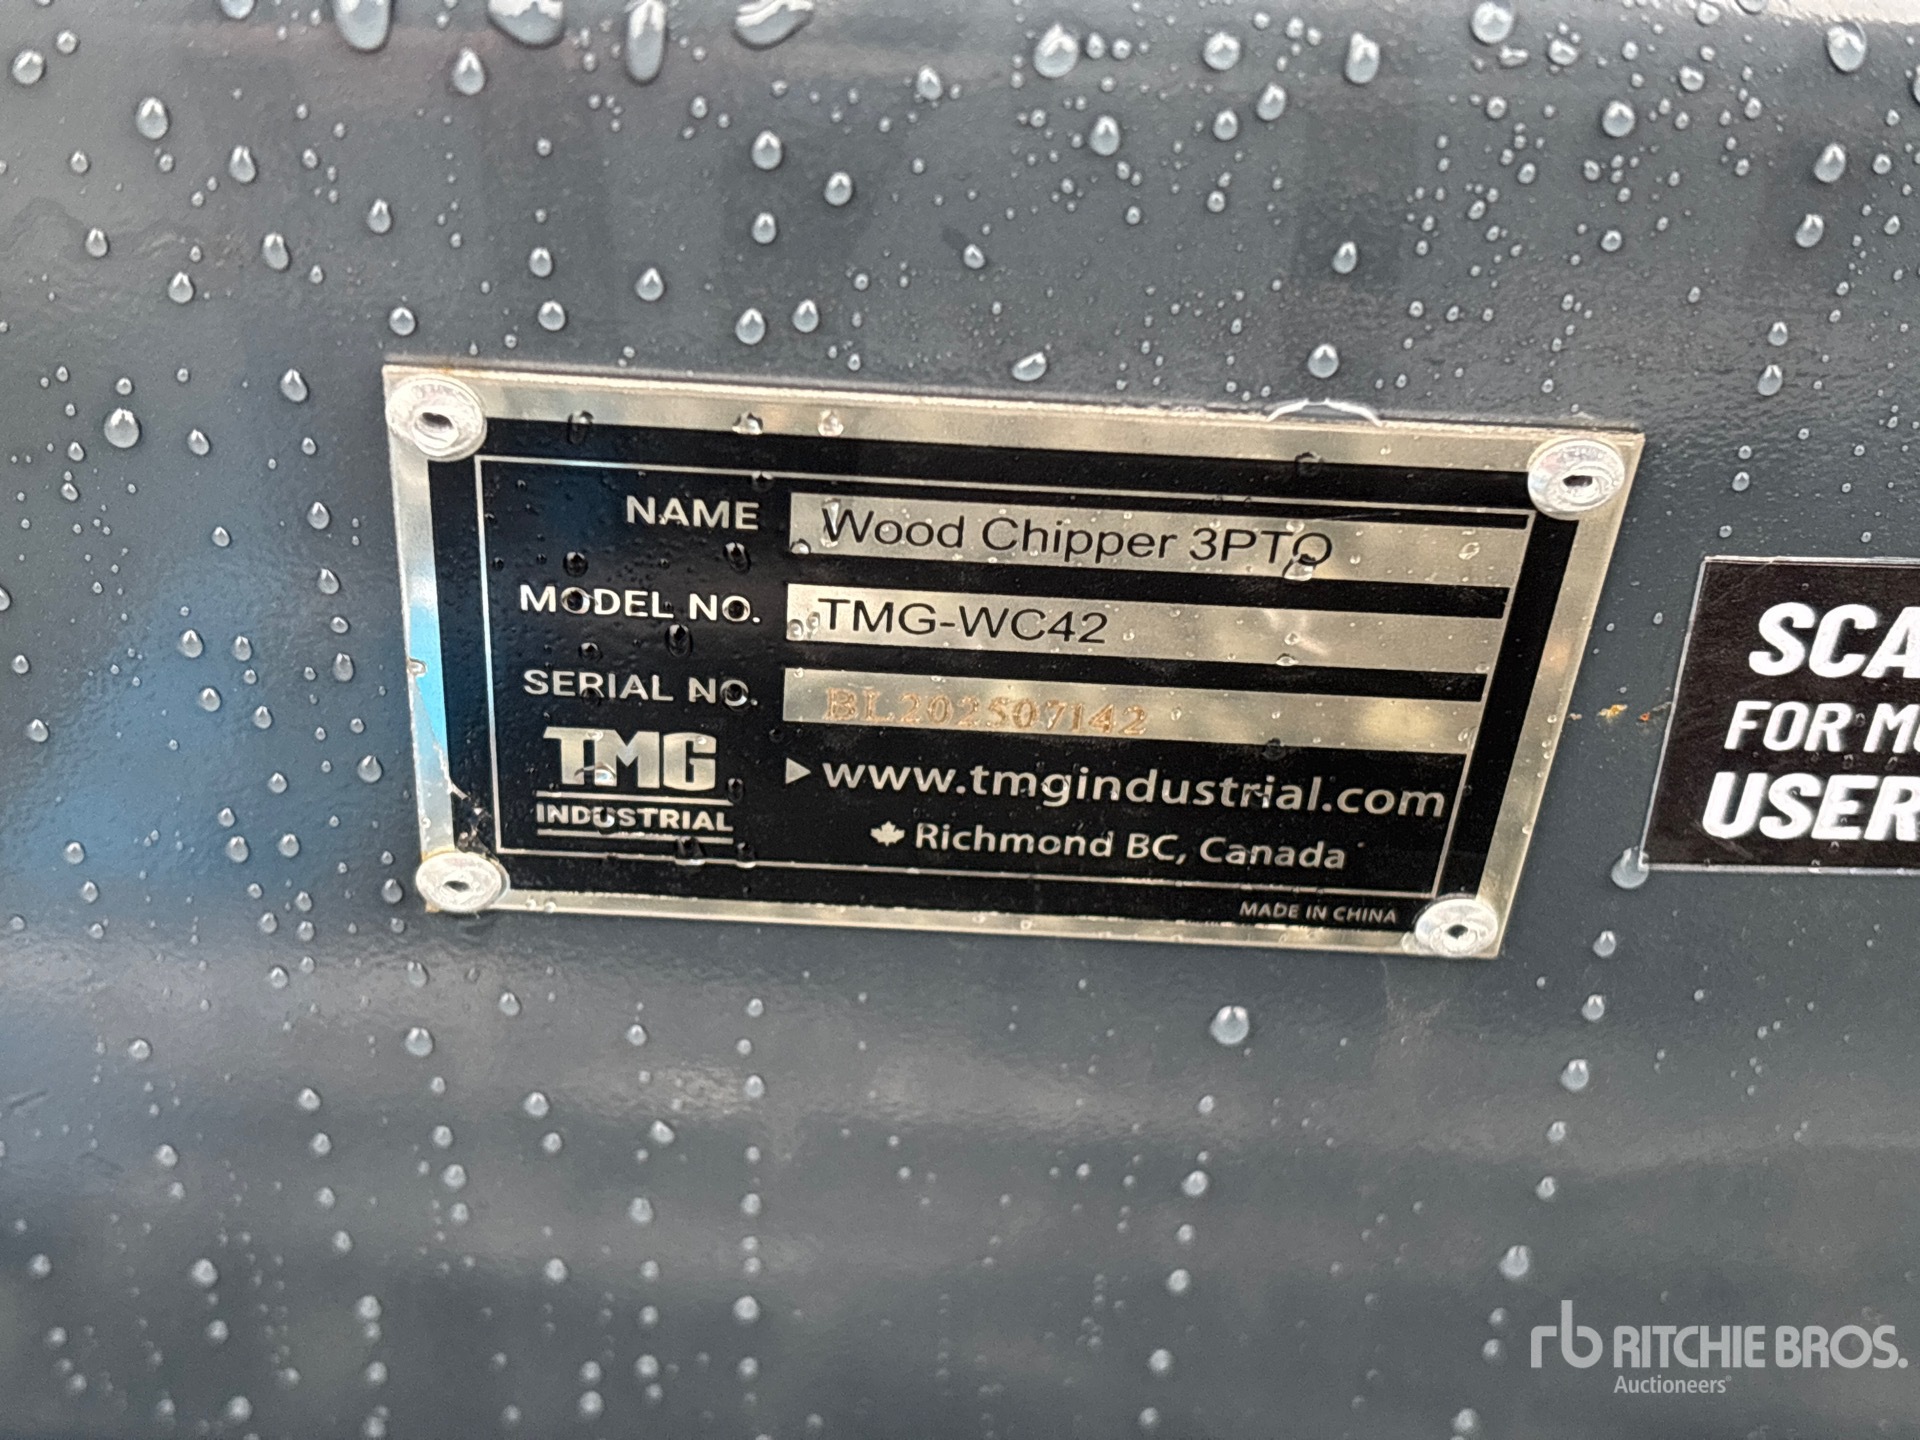 NAME Wood Chipper 3PTO
MODEL NO. TMG-WC42
SERIAL NO. BL202507142
TMG
INDUSTRIAL
www.tmgindustrial.com
Richmond BC, Canada
MADE IN CHINA
SCA
FOR M
USER
rb RITCHIE BROS.
Auctioneers